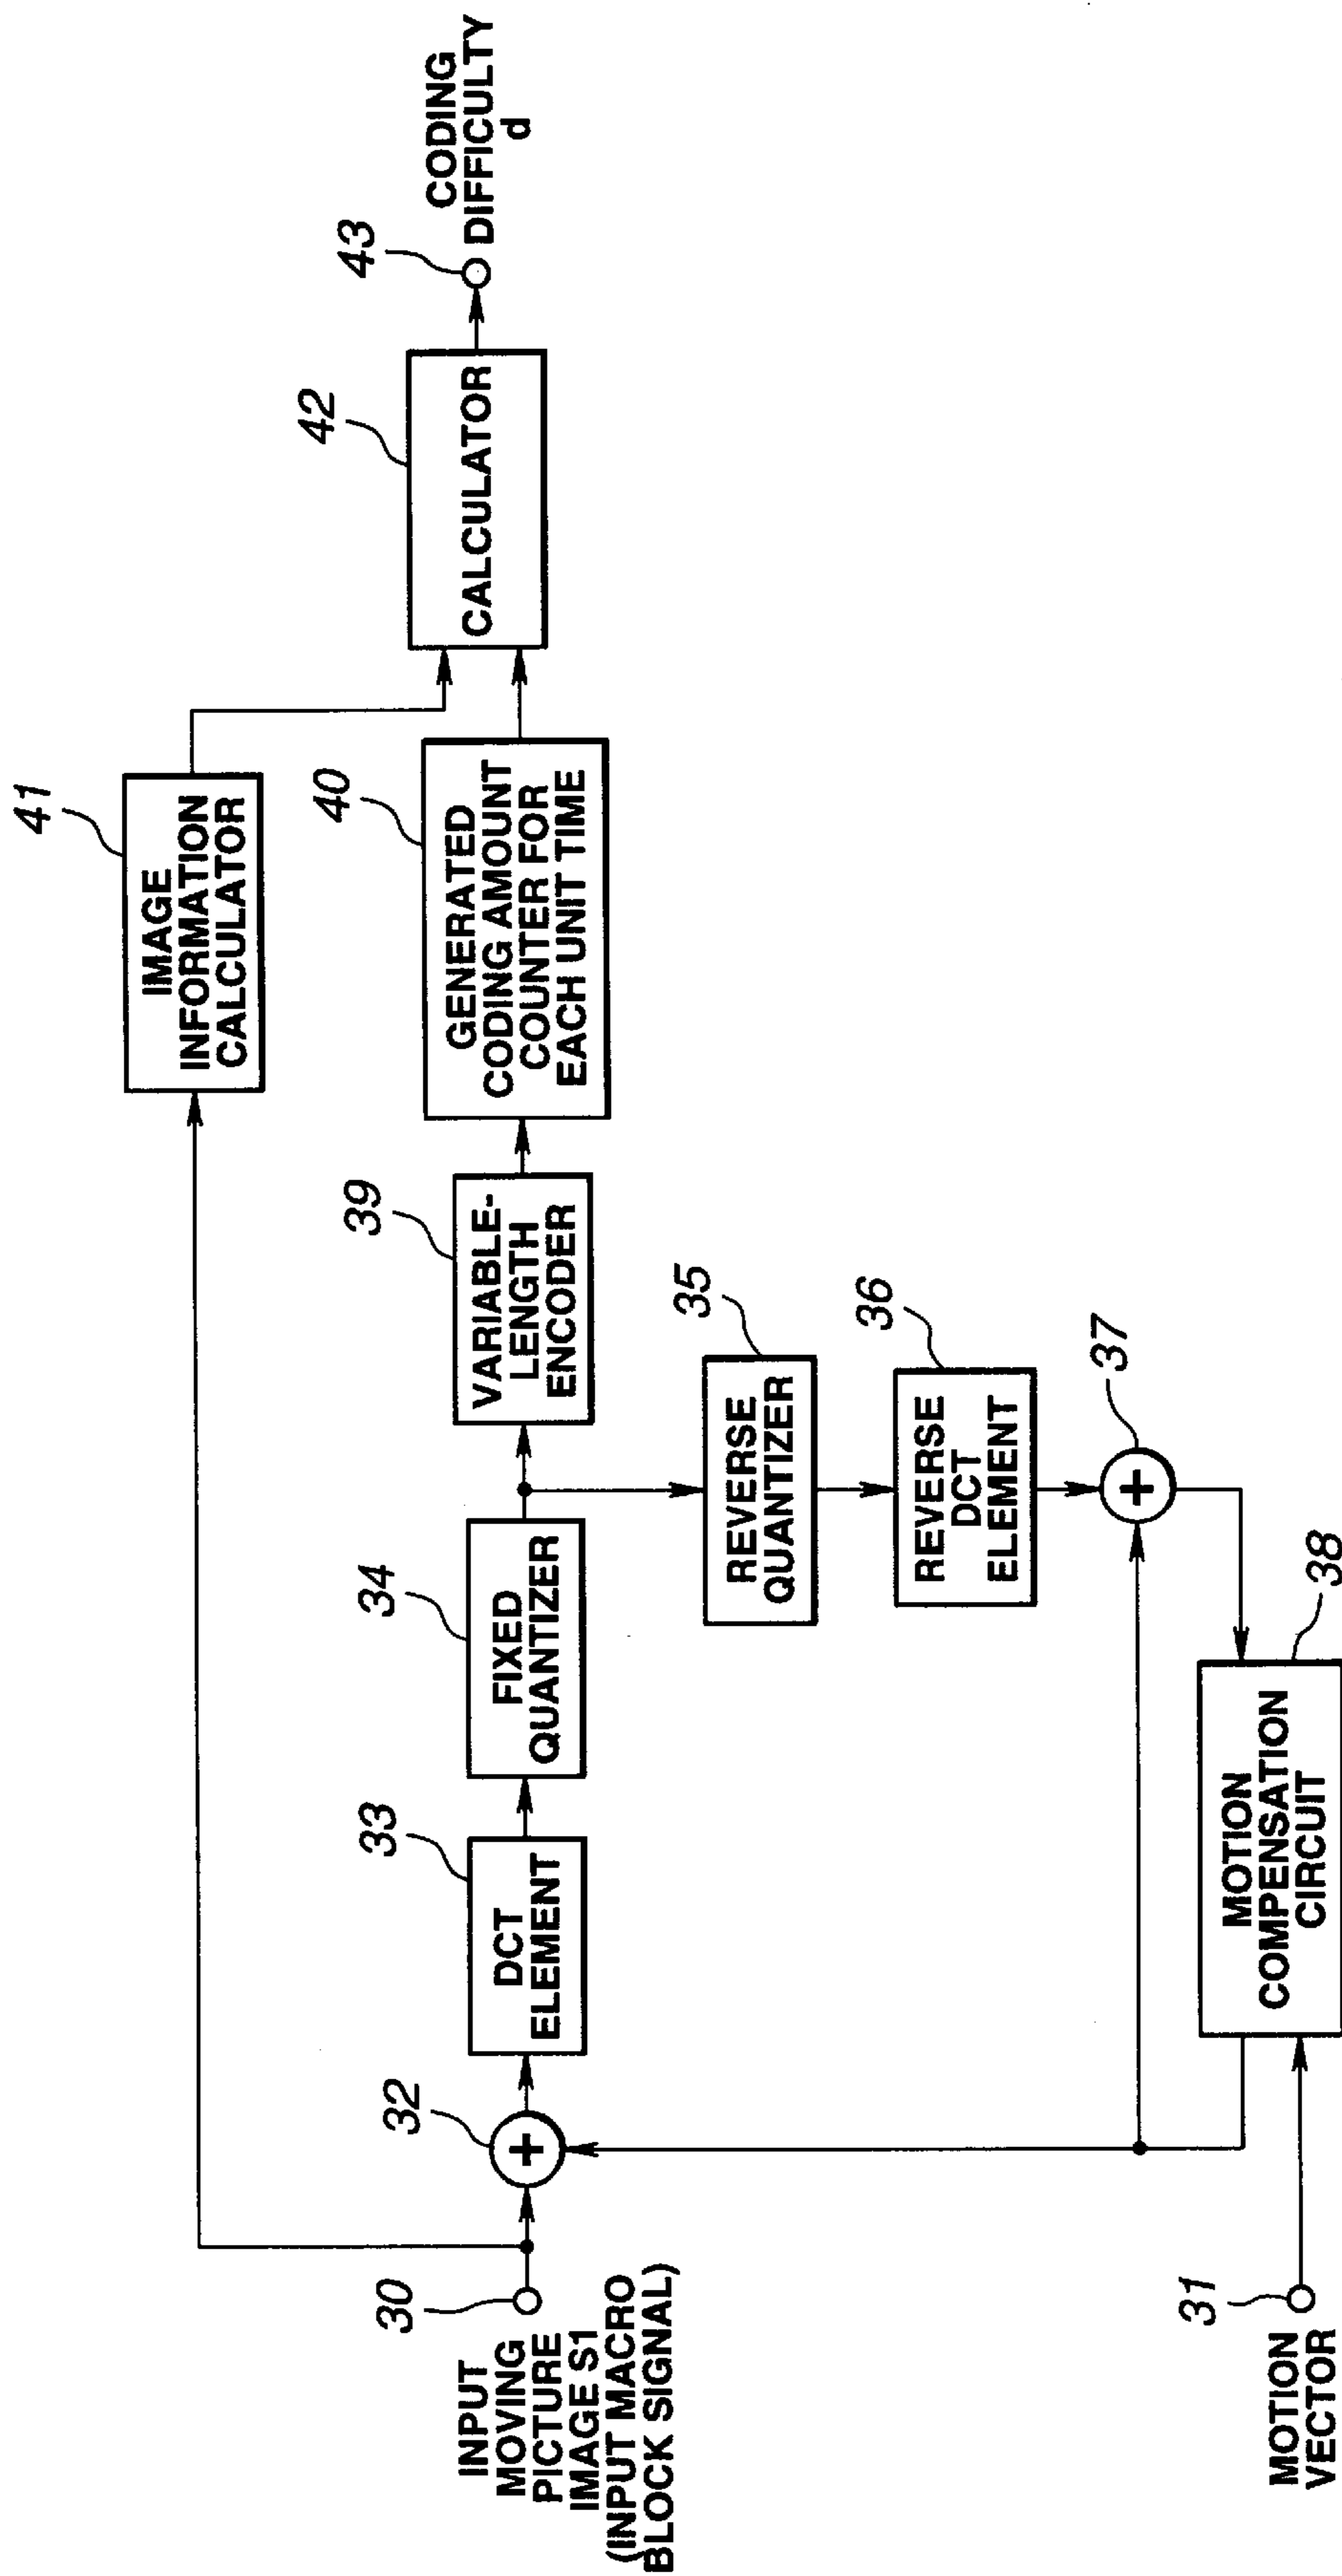 41
IMAGE
INFORMATION
CALCULATOR
42
CALCULATOR
43
CODING
DIFFICULTY
d
30
INPUT
MOVING
PICTURE
IMAGE S1
(INPUT MACRO
BLOCK SIGNAL)
32
+
33
DCT
ELEMENT
34
FIXED
QUANTIZER
39
VARIABLE-
LENGTH
ENCODER
40
GENERATED
CODING AMOUNT
COUNTER FOR
EACH UNIT TIME
35
REVERSE
QUANTIZER
36
REVERSE
DCT
ELEMENT
37
+
38
MOTION
COMPENSATION
CIRCUIT
31
MOTION
VECTOR